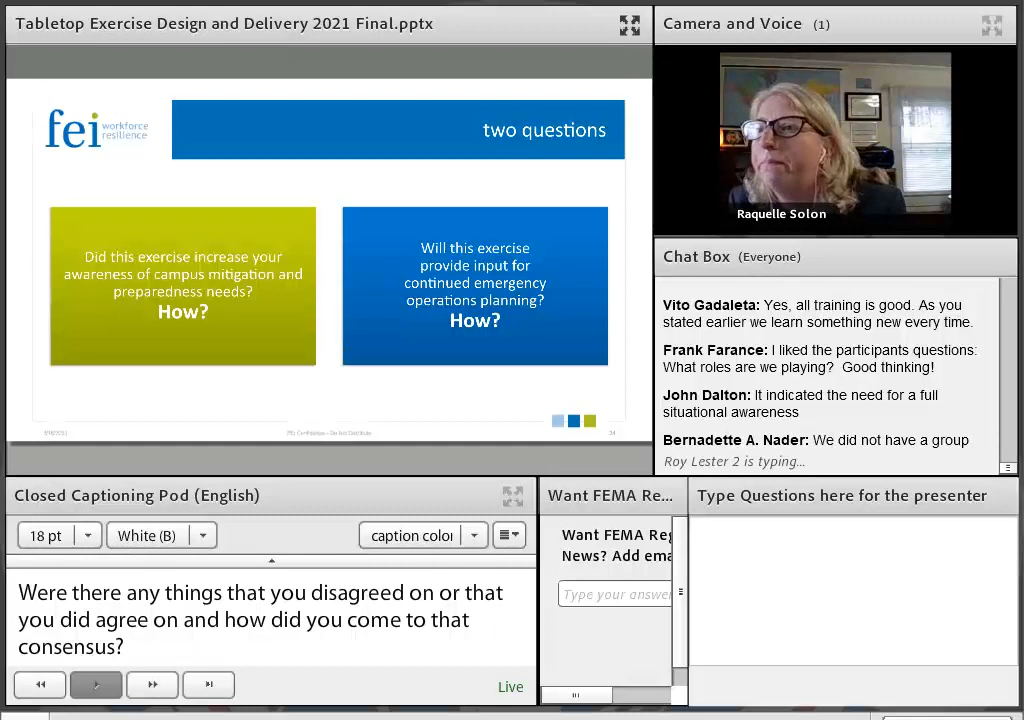 Tabletop Exercise Design and Delivery 2021 Final.pptx
fei workforce
resilience
two questions
Did this exercise increase your
awareness of campus mitigation and
preparedness needs?
How?
Will this exercise
provide input for
continued emergency
operations planning?
How?
24
Camera and Voice (1)
Raquelle Solon
Chat Box (Everyone)
Vito Gadaleta: Yes, all training is good. As you
stated earlier we learn something new every time.
Frank Farance: I liked the participants questions:
What roles are we playing? Good thinking!
John Dalton: It indicated the need for a full
situational awareness
Bernadette A. Nader: We did not have a group
Roy Lester 2 is typing...
Closed Captioning Pod (English)
18 pt
White (B)
caption color
Were there any things that you disagreed on or that
you did agree on and how did you come to that
consensus?
Live
Want FEMA Re...
Want FEMA Reg
News? Add ema
Type your answer
Type Questions here for the presenter